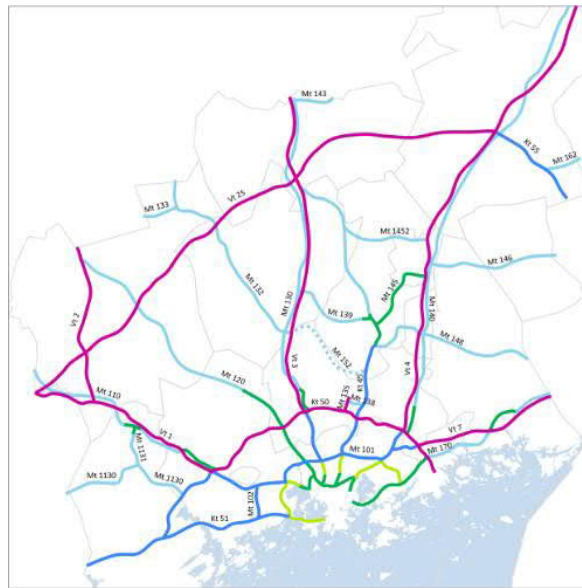 Mt 143
Kt 55
Mt 162
Vt 25
Mt 133
Mt 1452
Mt 146
Mt 145
Vt 2
Mt 132
Mt 130
Mt 139
Mt 140
Mt 148
Mt 152
Vt 3
Vt 4
Kt 45
Mt 110
Mt 120
Mt 135
Mt 138
Kt 50
Vt 7
Vt 1
Mt 1131
Mt 101
Mt 170
Mt 1130
Mt 1130
Mt 102
Kt 51